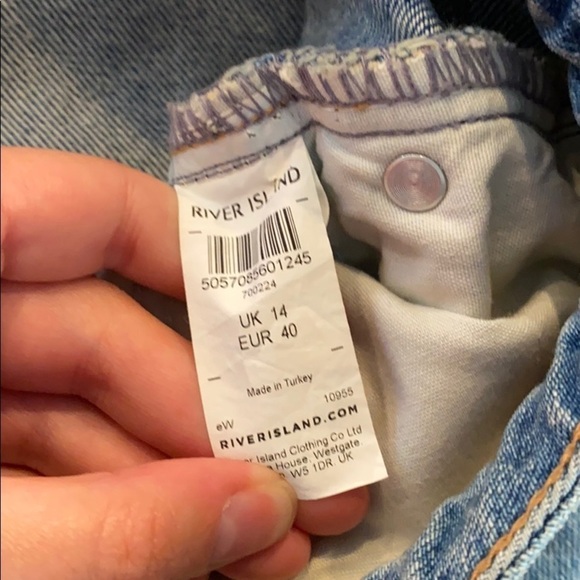 RIVER ISLAND
5057085601245
700224
UK 14
EUR 40
Made in Turkey
eW 10955
RIVERISLAND.COM
Island Clothing Co Ltd
House, Westgate,
W5 1DR. UK